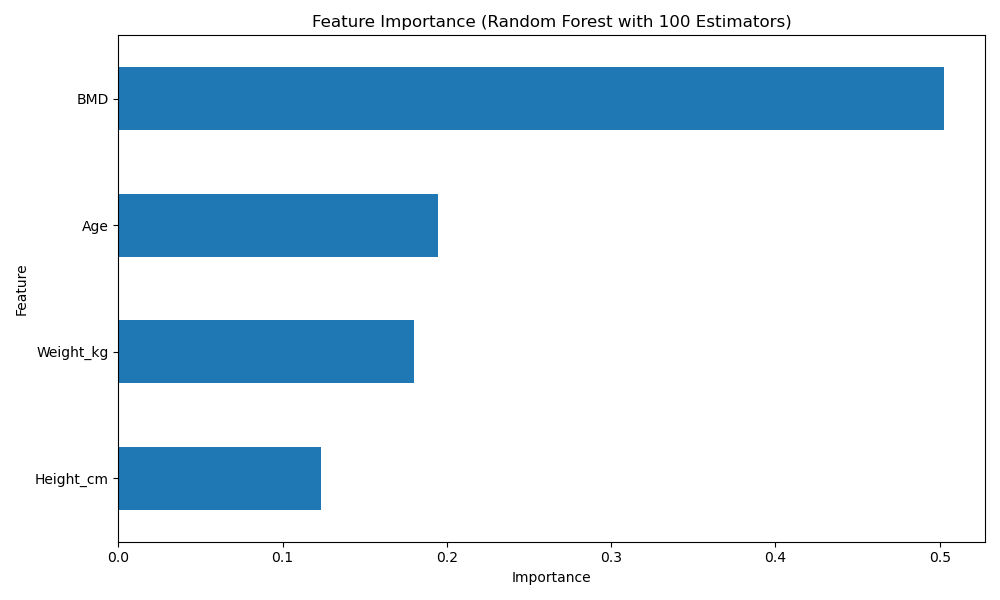 Feature Importance (Random Forest with 100 Estimators)
BMD
Age
Weight_kg
Height_cm
Feature
0.0 0.1 0.2 0.3 0.4 0.5
Importance